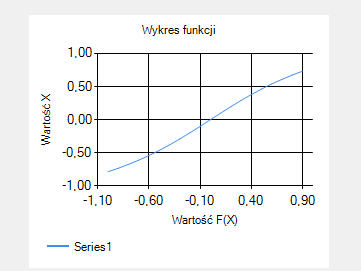 Wykres funkcji
Wartość X
1,00
0,50
0,00
-0,50
-1,00
-1,10 -0,60 -0,10 0,40 0,90
Wartość F(X)
Series1